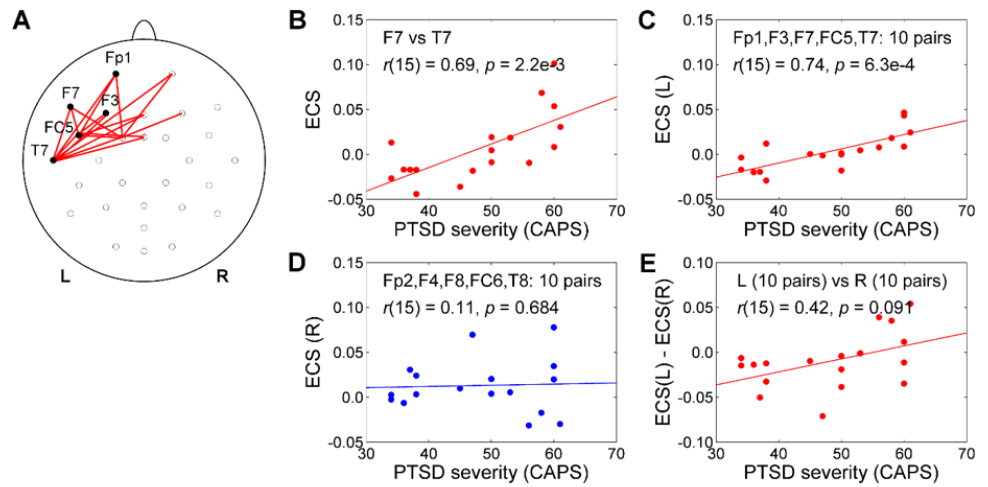 A
Fp1
F7
F3
FC5
T7
L
R
B
0.15
0.10
0.05
0.0
-0.05
ECS
F7 vs T7
r(15) = 0.69, p = 2.2e-3
30
40
50
60
70
PTSD severity (CAPS)
C
0.15
0.10
0.05
0.0
-0.05
ECS (L)
Fp1,F3,F7,FC5,T7: 10 pairs
r(15) = 0.74, p = 6.3e-4
30
40
50
60
70
PTSD severity (CAPS)
D
0.15
0.10
0.05
0.0
-0.05
ECS (R)
Fp2,F4,F8,FC6,T8: 10 pairs
r(15) = 0.11, p = 0.684
30
40
50
60
70
PTSD severity (CAPS)
E
0.10
0.05
0.0
-0.05
-0.10
ECS(L) - ECS(R)
L (10 pairs) vs R (10 pairs)
r(15) = 0.42, p = 0.091
30
40
50
60
70
PTSD severity (CAPS)